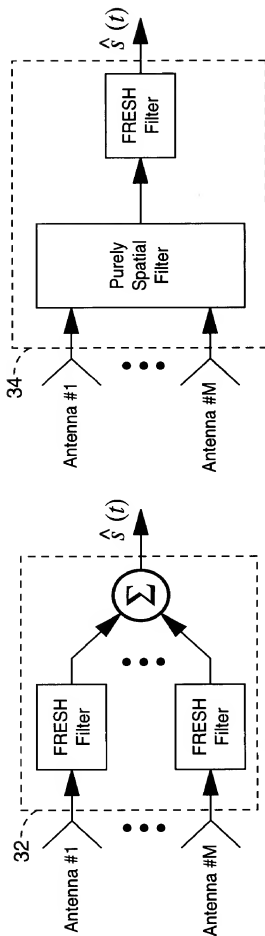 32
Antenna #1
FRESH
Filter
Antenna #M
FRESH
Filter
Σ
ŝ (t)
34
Antenna #1
Antenna #M
Purely
Spatial
Filter
FRESH
Filter
ŝ (t)